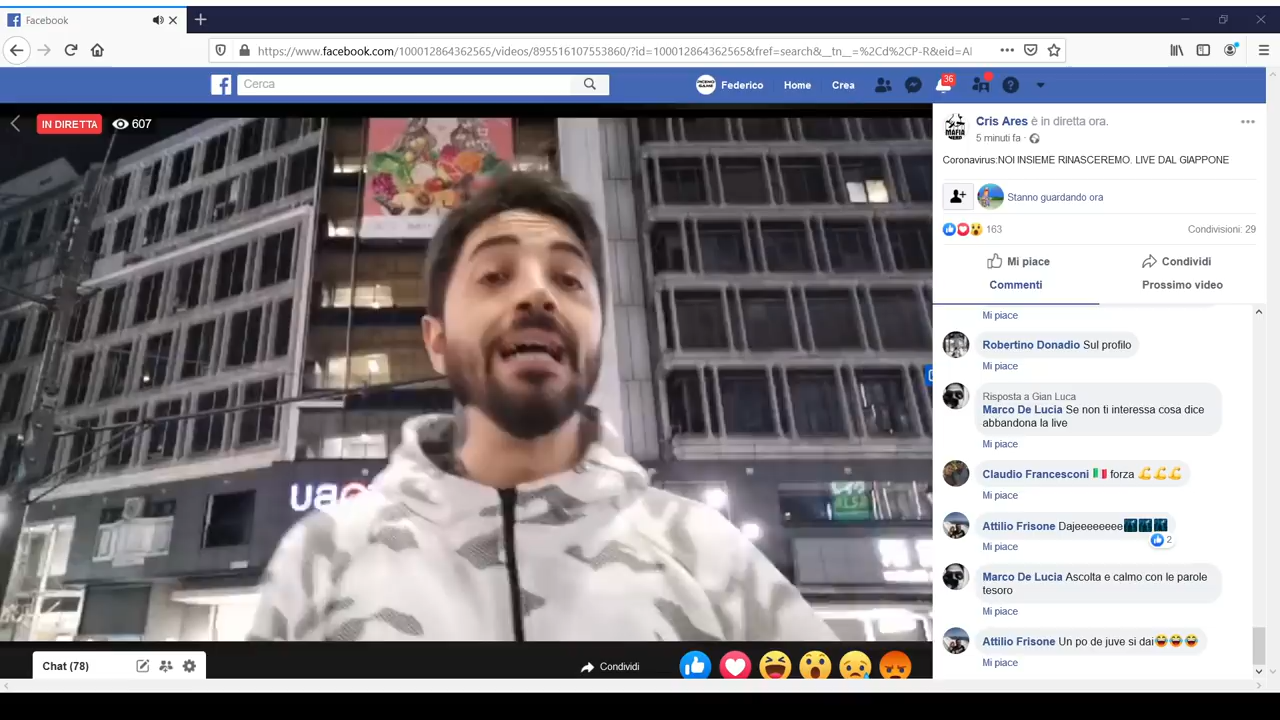 Facebook
https://www.facebook.com/100012864362565/videos/895516107553860/?id=100012864362565&fref=search&__tn__=%2Cd%2CP-R&eid=AI
Cerca
Federico
Home
Crea
36
IN DIRETTA
607
Cris Ares è in diretta ora.
5 minuti fa ·
Coronavirus:NOI INSIEME RINASCEREMO. LIVE DAL GIAPPONE
Stanno guardando ora
163
Condivisioni: 29
Mi piace
Condividi
Commenti
Prossimo video
Mi piace
Robertino Donadio Sul profilo
Mi piace
Risposta a Gian Luca
Marco De Lucia Se non ti interessa cosa dice
abbandona la live
Mi piace
Claudio Francesconi 🇮🇹 forza 💪💪💪
Mi piace
Attilio Frisone Dajeeeeeeee
2
Mi piace
Marco De Lucia Ascolta e calmo con le parole
tesoro
Mi piace
Attilio Frisone Un po de juve si dai😂😂😂
Mi piace
Chat (78)
Condividi